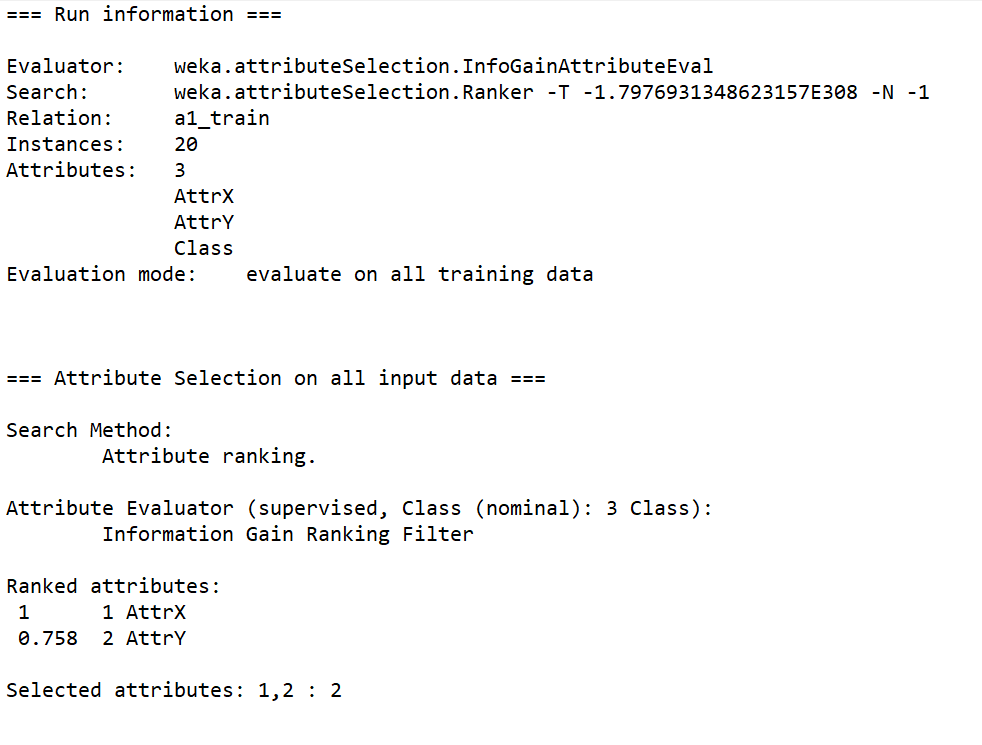 === Run information ===
Evaluator:    weka.attributeSelection.InfoGainAttributeEval
Search:       weka.attributeSelection.Ranker -T -1.7976931348623157E308 -N -1
Relation:     a1_train
Instances:    20
Attributes:   3
              AttrX
              AttrY
              Class
Evaluation mode:    evaluate on all training data
=== Attribute Selection on all input data ===
Search Method:
        Attribute ranking.
Attribute Evaluator (supervised, Class (nominal): 3 Class):
        Information Gain Ranking Filter
Ranked attributes:
 1      1 AttrX
 0.758  2 AttrY
Selected attributes: 1,2 : 2